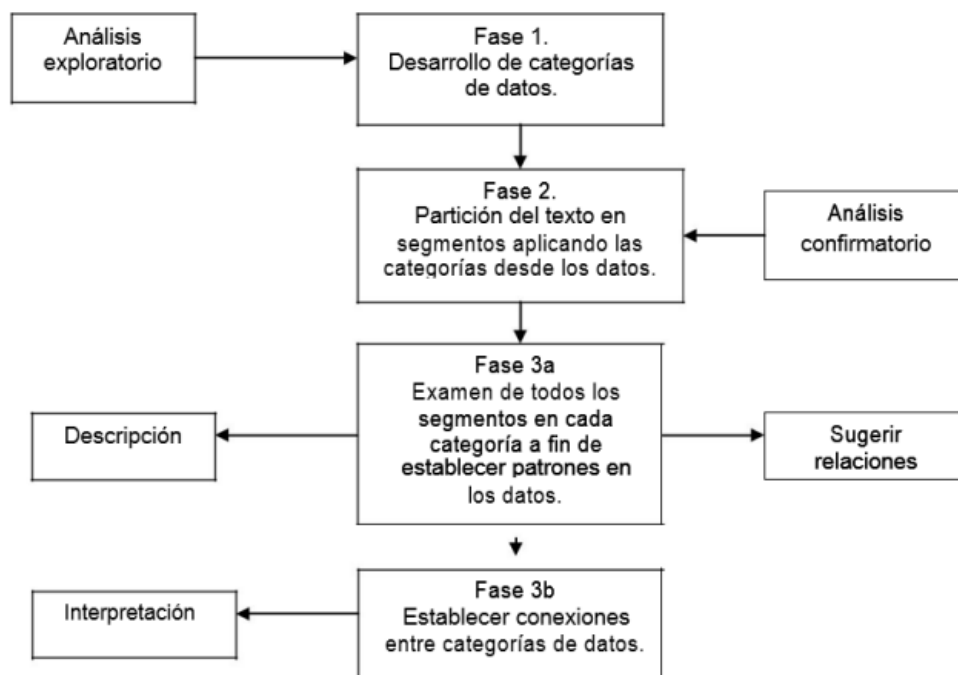 Análisis
exploratorio
Fase 1.
Desarrollo de categorías
de datos.
Fase 2.
Partición del texto en
segmentos aplicando las
categorías desde los datos.
Análisis
confirmatorio
Fase 3a
Examen de todos los
segmentos en cada
categoría a fin de
establecer patrones en
los datos.
Descripción
Sugerir
relaciones
Fase 3b
Establecer conexiones
entre categorías de datos.
Interpretación